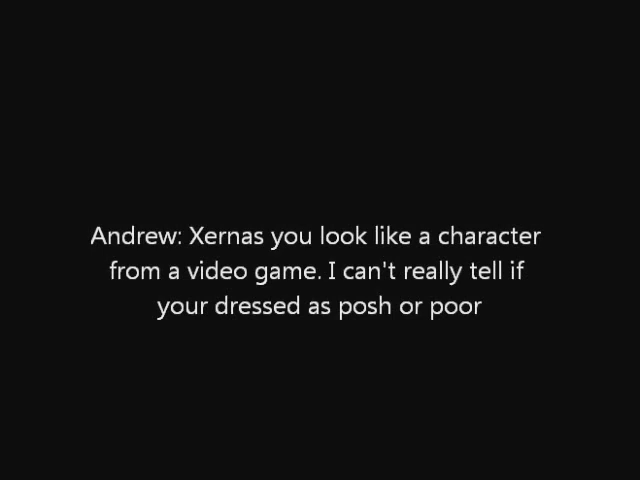 Andrew: Xernas you look like a character
from a video game. I can't really tell if
your dressed as posh or poor